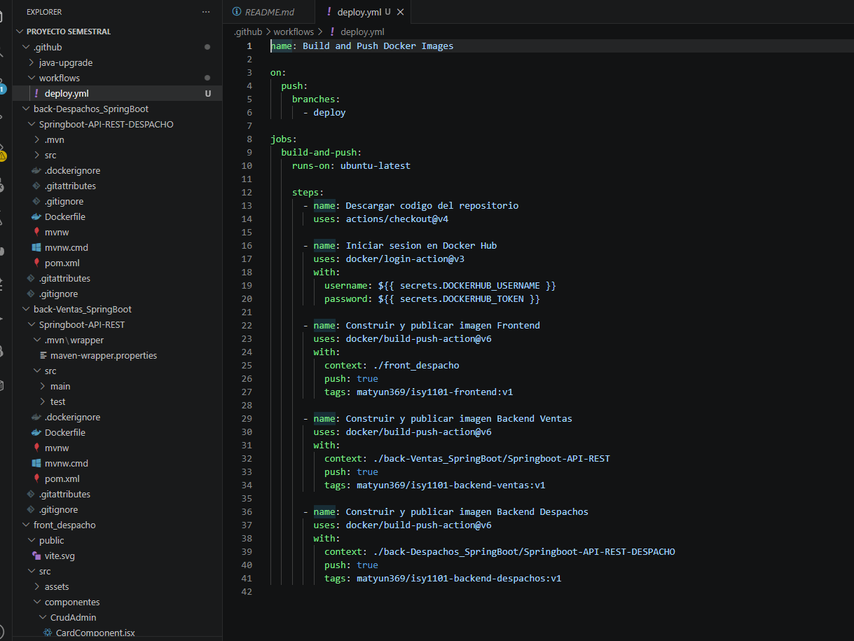 EXPLORER
PROYECTO SEMESTRAL
.github
java-upgrade
workflows
deploy.yml U
back-Despachos_SpringBoot
Springboot-API-REST-DESPACHO
.mvn
src
.dockerignore
.gitattributes
.gitignore
Dockerfile
mvnw
mvnw.cmd
pom.xml
.gitattributes
.gitignore
back-Ventas_SpringBoot
Springboot-API-REST
.mvn\wrapper
maven-wrapper.properties
src
main
test
.dockerignore
Dockerfile
mvnw
mvnw.cmd
pom.xml
.gitattributes
.gitignore
front_despacho
public
vite.svg
src
assets
componentes
CrudAdmin
CardComponent.jsx
README.md
deploy.yml U
.github > workflows > deploy.yml
1 name: Build and Push Docker Images
2
3 on:
4 push:
5 branches:
6 - deploy
7
8 jobs:
9 build-and-push:
10 runs-on: ubuntu-latest
11
12 steps:
13 - name: Descargar codigo del repositorio
14 uses: actions/checkout@v4
15
16 - name: Iniciar sesion en Docker Hub
17 uses: docker/login-action@v3
18 with:
19 username: ${{ secrets.DOCKERHUB_USERNAME }}
20 password: ${{ secrets.DOCKERHUB_TOKEN }}
21
22 - name: Construir y publicar imagen Frontend
23 uses: docker/build-push-action@v6
24 with:
25 context: ./front_despacho
26 push: true
27 tags: matyun369/isy1101-frontend:v1
28
29 - name: Construir y publicar imagen Backend Ventas
30 uses: docker/build-push-action@v6
31 with:
32 context: ./back-Ventas_SpringBoot/Springboot-API-REST
33 push: true
34 tags: matyun369/isy1101-backend-ventas:v1
35
36 - name: Construir y publicar imagen Backend Despachos
37 uses: docker/build-push-action@v6
38 with:
39 context: ./back-Despachos_SpringBoot/Springboot-API-REST-DESPACHO
40 push: true
41 tags: matyun369/isy1101-backend-despachos:v1
42